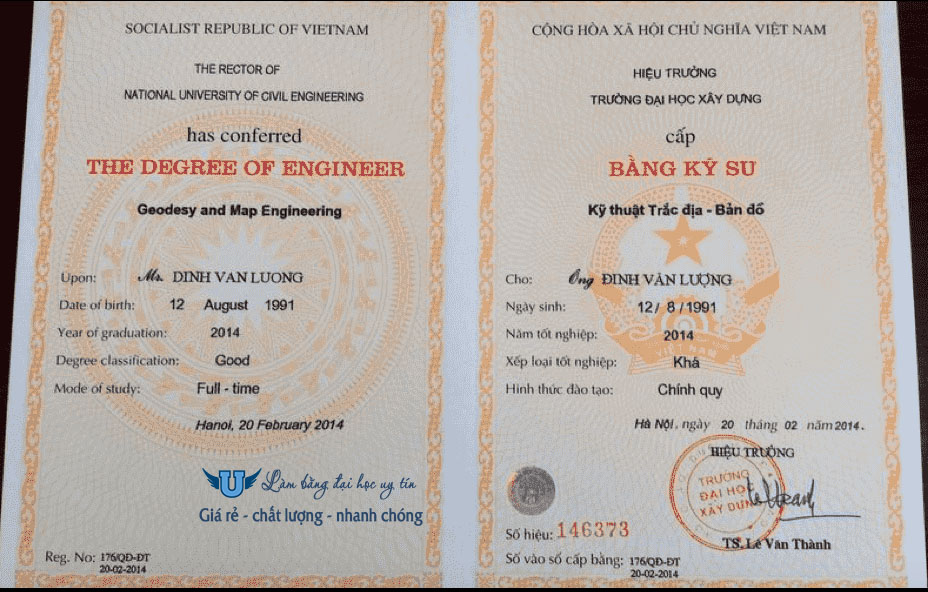 SOCIALIST REPUBLIC OF VIETNAM
THE RECTOR OF
NATIONAL UNIVERSITY OF CIVIL ENGINEERING
has conferred
THE DEGREE OF ENGINEER
Geodesy and Map Engineering
Upon: Mr. DINH VAN LUONG
Date of birth: 12 August 1991
Year of graduation: 2014
Degree classification: Good
Mode of study: Full - time
Hanoi, 20 February 2014
U Làm bằng đại học uy tín
Giá rẻ - chất lượng - nhanh chóng
Reg. No: 176/QĐ-ĐT
20-02-2014
CỘNG HÒA XÃ HỘI CHỦ NGHĨA VIỆT NAM
HIỆU TRƯỞNG
TRƯỜNG ĐẠI HỌC XÂY DỰNG
cấp
BẰNG KỸ SƯ
Kỹ thuật Trắc địa - Bản đồ
Cho: Ông ĐINH VĂN LƯỢNG
Ngày sinh: 12 / 8 / 1991
Năm tốt nghiệp: 2014
VIỆT NAM
Xếp loại tốt nghiệp: Khá
Hình thức đào tạo: Chính quy
Hà Nội, ngày 20 tháng 02 năm 2014.
HIỆU TRƯỞNG
TRƯỜNG
ĐẠI HỌC
XÂY DỰNG
Số hiệu: 146373
TS. Lê Văn Thành
Số vào sổ cấp bằng: 176/QĐ-ĐT
20-02-2014